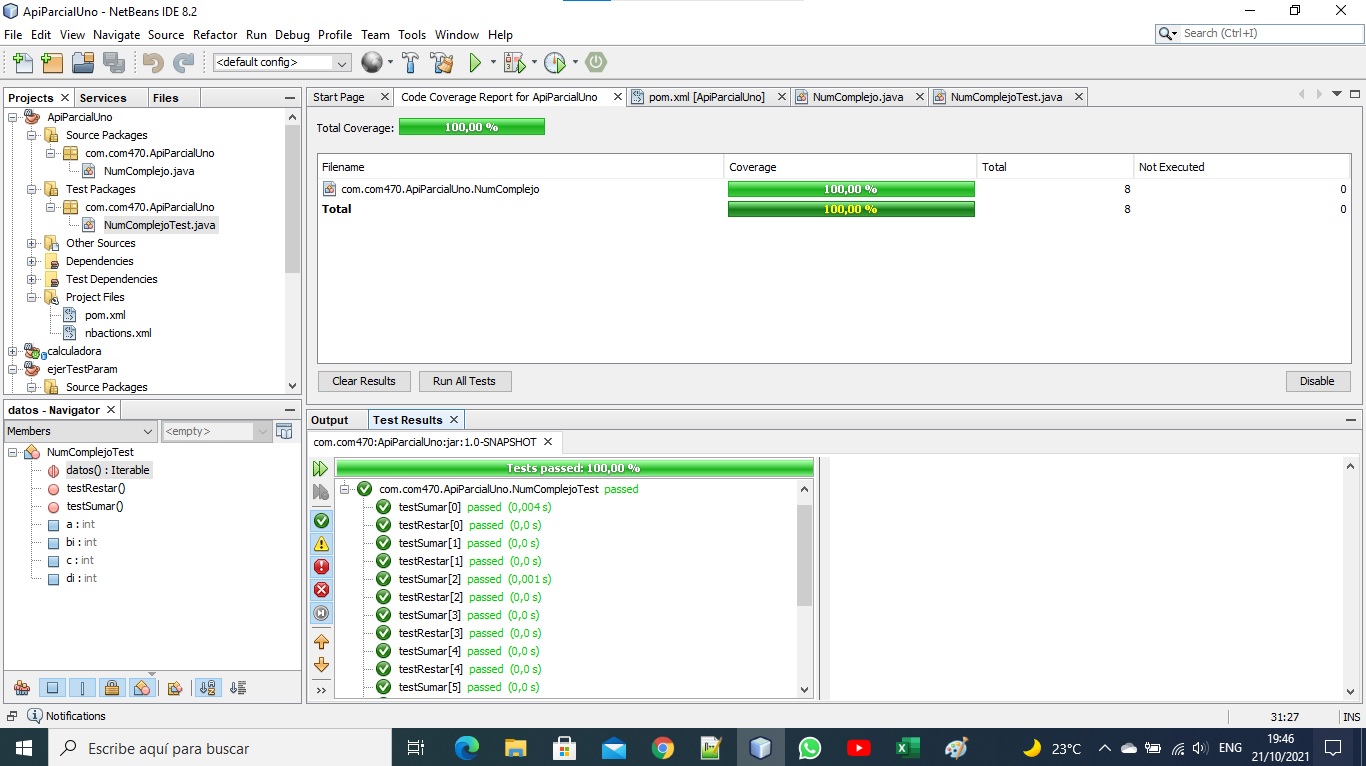 ApiParcialUno - NetBeans IDE 8.2
File Edit View Navigate Source Refactor Run Debug Profile Team Tools Window Help
Search (Ctrl+I)
<default config>
Projects Services Files
ApiParcialUno
Source Packages
com.com470.ApiParcialUno
NumComplejo.java
Test Packages
com.com470.ApiParcialUno
NumComplejoTest.java
Other Sources
Dependencies
Test Dependencies
Project Files
pom.xml
nbactions.xml
calculadora
ejerTestParam
Source Packages
datos - Navigator
Members <empty>
NumComplejoTest
datos() : Iterable
testRestar()
testSumar()
a : int
bi : int
c : int
di : int
Start Page Code Coverage Report for ApiParcialUno pom.xml [ApiParcialUno] NumComplejo.java NumComplejoTest.java
Total Coverage: 100,00 %
Filename Coverage Total Not Executed
com.com470.ApiParcialUno.NumComplejo 100,00 % 8 0
Total 100,00 % 8 0
Clear Results Run All Tests Disable
Output Test Results
com.com470:ApiParcialUno:jar:1.0-SNAPSHOT
Tests passed: 100,00 %
com.com470.ApiParcialUno.NumComplejoTest passed
testSumar[0] passed (0,004 s)
testRestar[0] passed (0,0 s)
testSumar[1] passed (0,0 s)
testRestar[1] passed (0,0 s)
testSumar[2] passed (0,001 s)
testRestar[2] passed (0,0 s)
testSumar[3] passed (0,0 s)
testRestar[3] passed (0,0 s)
testSumar[4] passed (0,0 s)
testRestar[4] passed (0,0 s)
testSumar[5] passed (0,0 s)
Notifications
31:27 INS
Escribe aquí para buscar
23°C ENG 19:46
21/10/2021